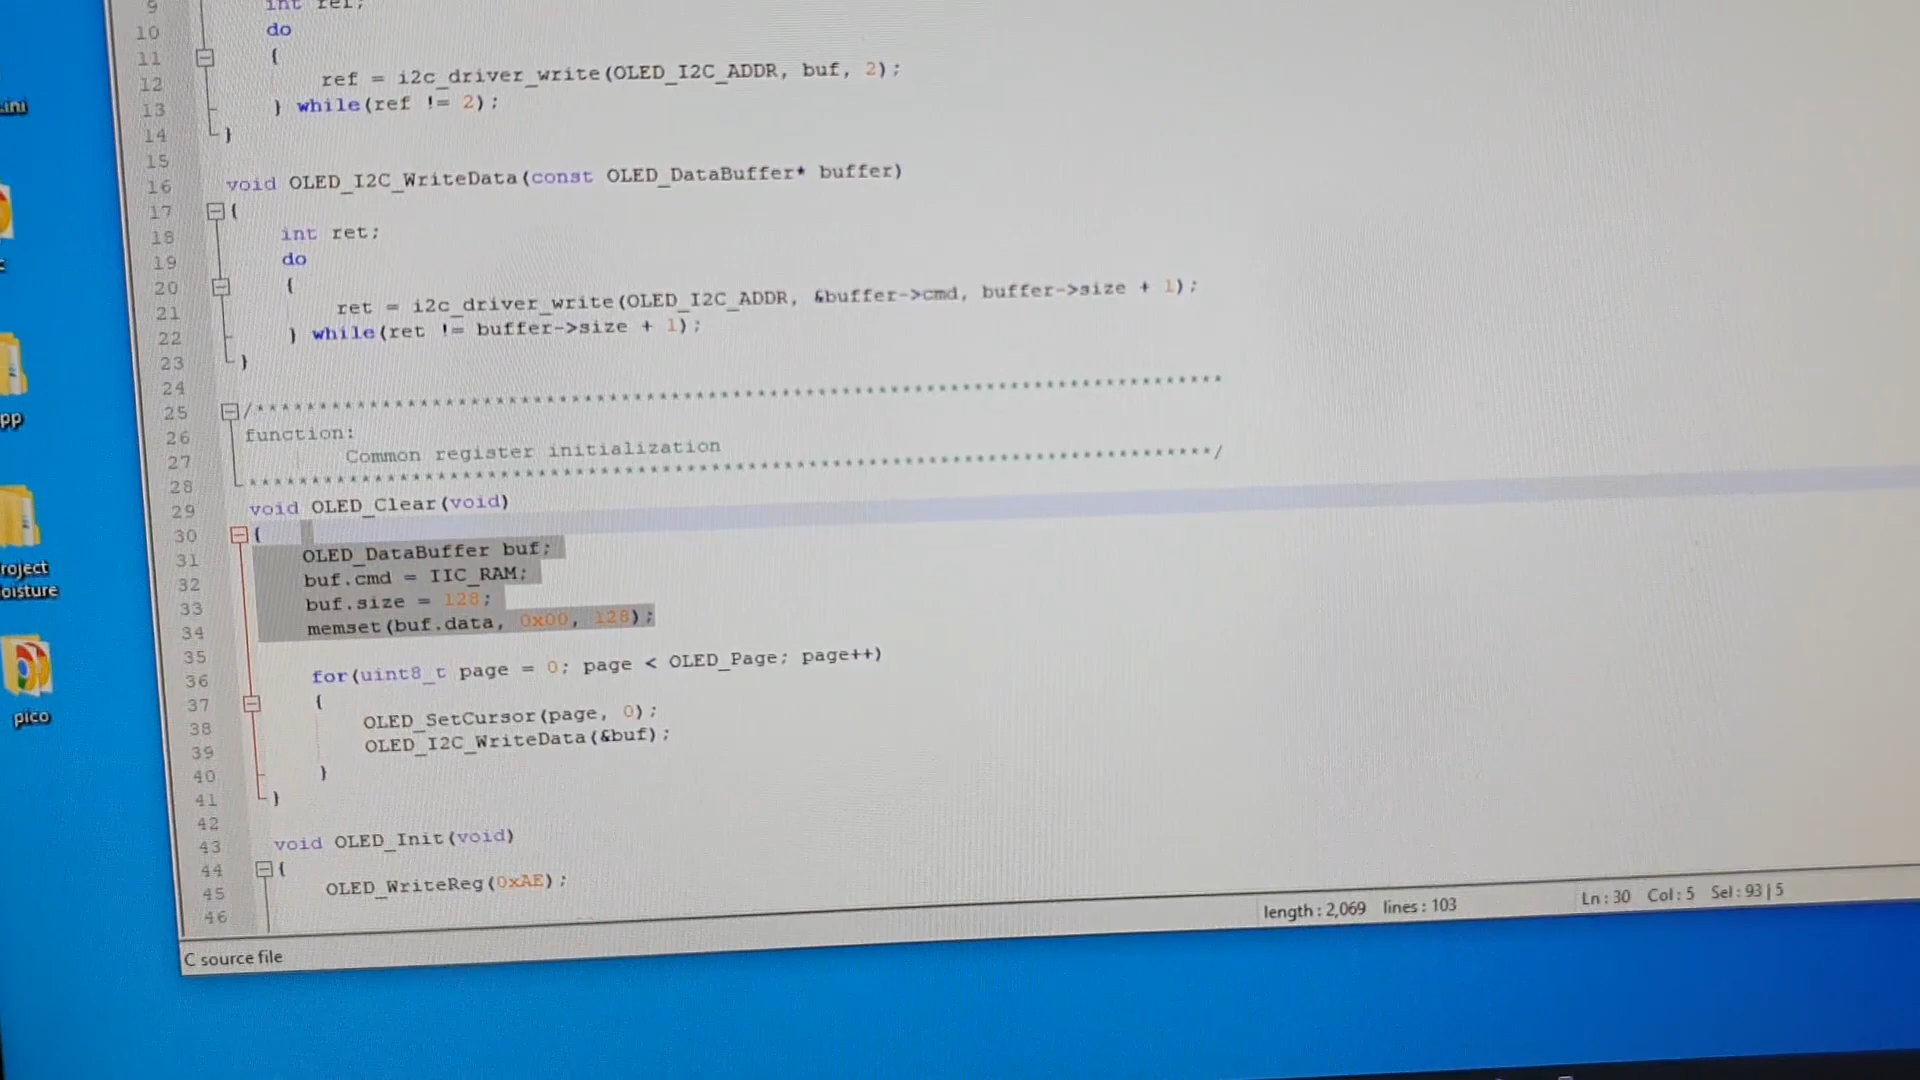 9 int ref;
10 do
11 {
12 ref = i2c_driver_write(OLED_I2C_ADDR, buf, 2);
13 } while(ref != 2);
14 }
15
16 void OLED_I2C_WriteData(const OLED_DataBuffer* buffer)
17 {
18 int ret;
19 do
20 {
21 ret = i2c_driver_write(OLED_I2C_ADDR, &buffer->cmd, buffer->size + 1);
22 } while(ret != buffer->size + 1);
23 }
24
25 /******************************************************************************
26 function:
27 Common register initialization
28 ******************************************************************************/
29 void OLED_Clear(void)
30 {
31 OLED_DataBuffer buf;
32 buf.cmd = IIC_RAM;
33 buf.size = 128;
34 memset(buf.data, 0x00, 128);
35
36 for(uint8_t page = 0; page < OLED_Page; page++)
37 {
38 OLED_SetCursor(page, 0);
39 OLED_I2C_WriteData(&buf);
40 }
41 }
42
43 void OLED_Init(void)
44 {
45 OLED_WriteReg(0xAE);
46
C source file
length : 2,069 lines : 103
Ln : 30 Col : 5 Sel : 93 | 5
.ini
pp
roject
oisture
pico